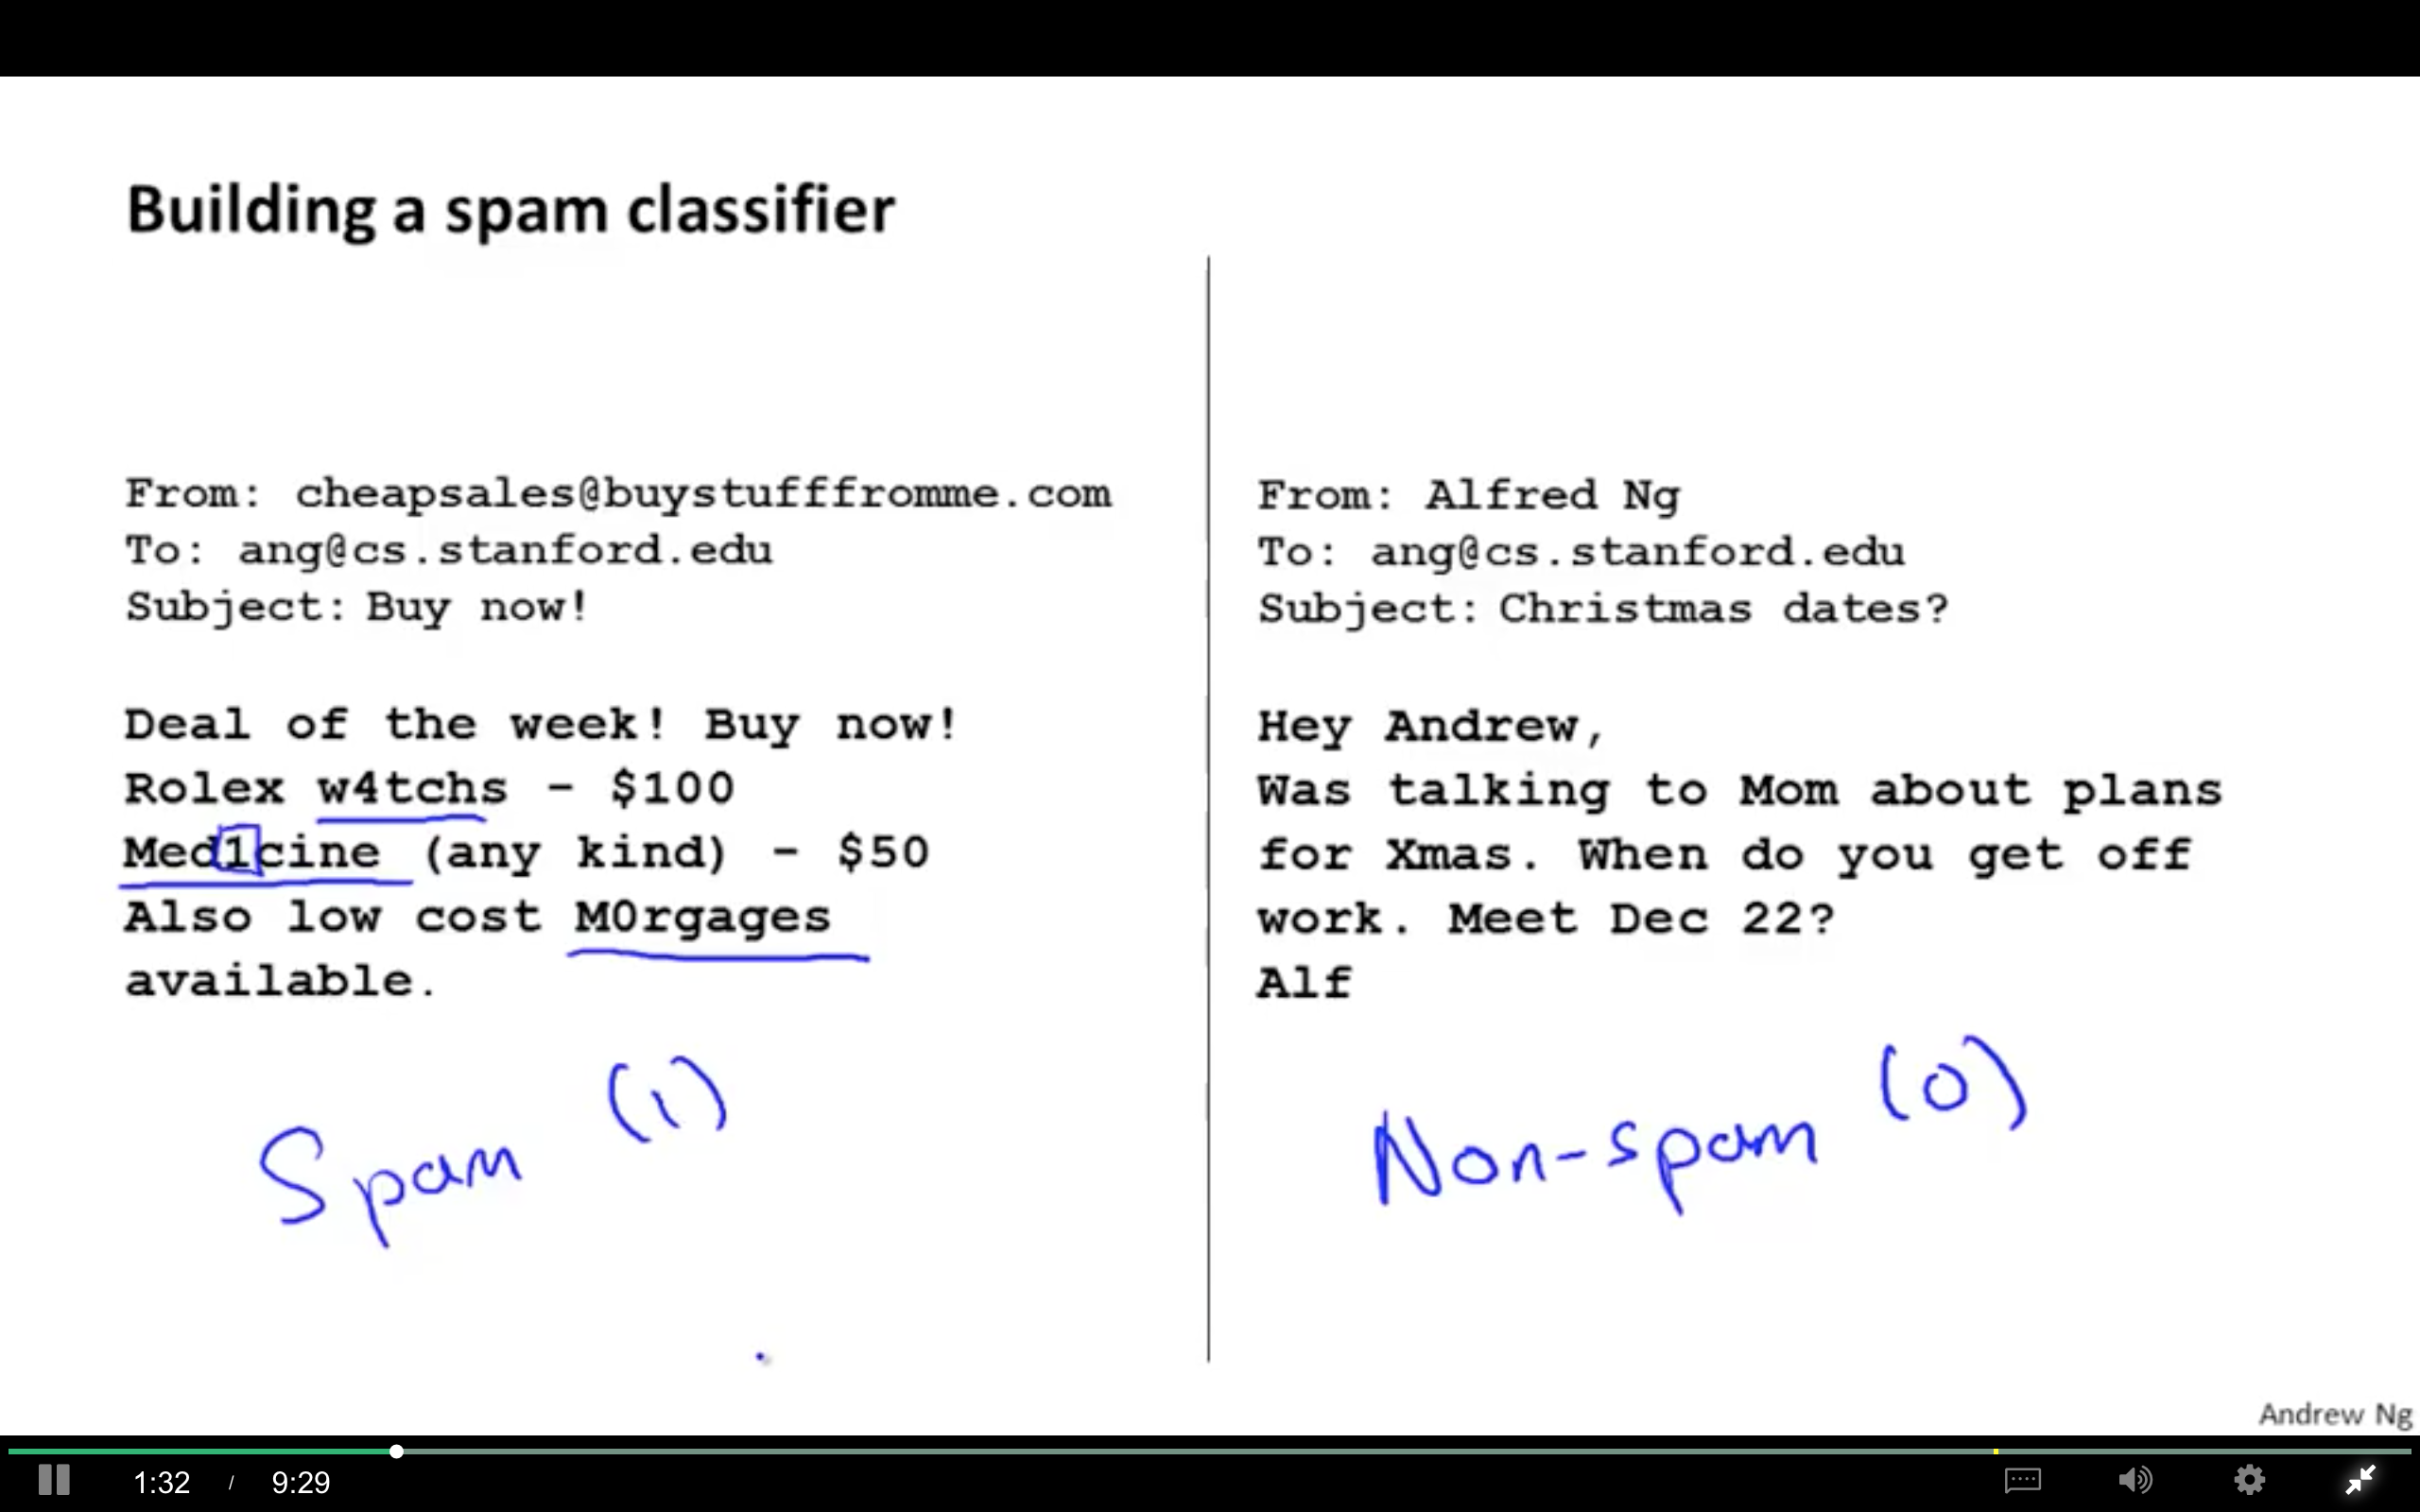 Building a spam classifier
From: cheapsales@buystufffromme.com
To: ang@cs.stanford.edu
Subject: Buy now!
Deal of the week! Buy now!
Rolex w4tchs - $100
Med1cine (any kind) - $50
Also low cost M0rgages
available.
Spam (1)
From: Alfred Ng
To: ang@cs.stanford.edu
Subject: Christmas dates?
Hey Andrew,
Was talking to Mom about plans
for Xmas. When do you get off
work. Meet Dec 22?
Alf
Non-spam (0)
Andrew Ng
1:32 / 9:29